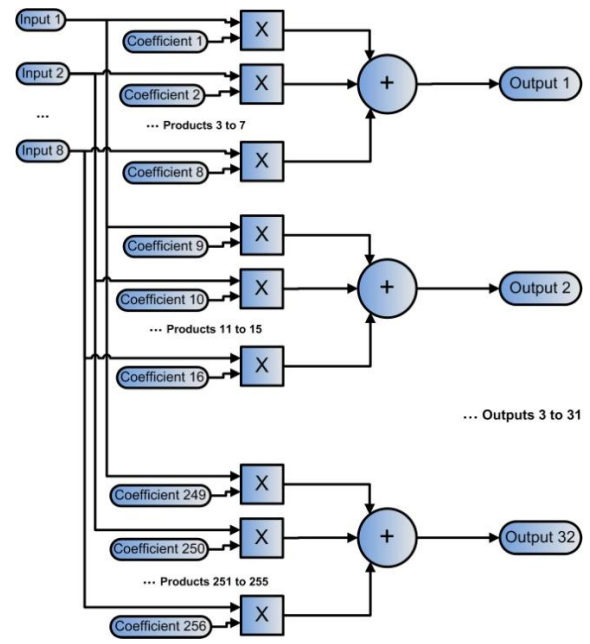 Input 1
Coefficient 1
X
Input 2
Coefficient 2
X
+
Output 1
...
... Products 3 to 7
Input 8
Coefficient 8
X
Coefficient 9
X
Coefficient 10
X
+
Output 2
... Products 11 to 15
Coefficient 16
X
... Outputs 3 to 31
Coefficient 249
X
Coefficient 250
X
+
Output 32
... Products 251 to 255
Coefficient 256
X